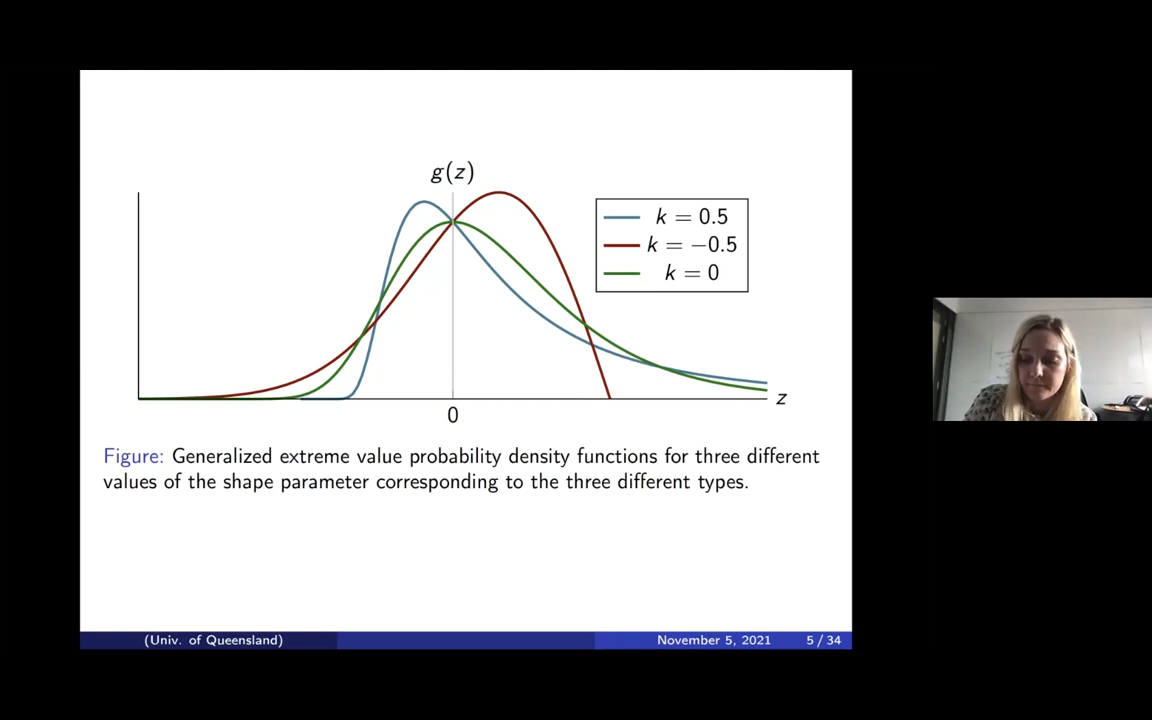 g(z)
k = 0.5
k = −0.5
k = 0
z
0
Figure: Generalized extreme value probability density functions for three different
values of the shape parameter corresponding to the three different types.
(Univ. of Queensland)
November 5, 2021
5 / 34